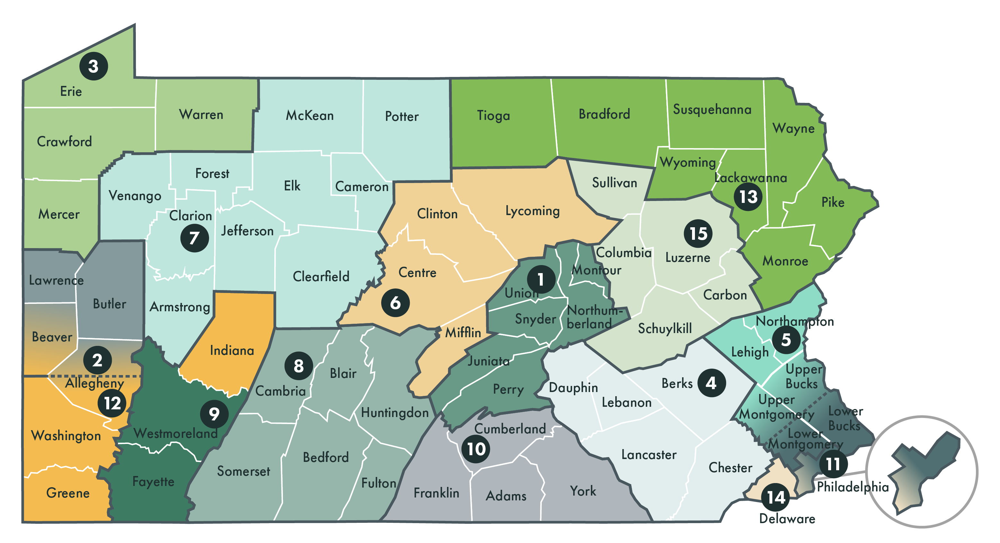 3
Erie
Warren
McKean
Potter
Tioga
Bradford
Susquehanna
Wayne
Crawford
Wyoming
Forest
Lackawanna
Elk
Cameron
Sullivan
13
Venango
Pike
Mercer
Clarion
Clinton
Lycoming
7
Jefferson
15
Columbia
Luzerne
Monroe
Lawrence
Clearfield
Centre
1
Montour
Union
Butler
6
Carbon
Armstrong
Northum-
berland
Snyder
Northampton
Beaver
Mifflin
Schuylkill
5
Indiana
Lehigh
2
8
Blair
Juniata
Upper
Bucks
Allegheny
Cambria
Perry
Dauphin
Berks
4
12
Lebanon
Upper
Montgomery
9
Huntingdon
Lower
Bucks
Westmoreland
Washington
Cumberland
Lower
Montgomery
10
Bedford
Lancaster
Somerset
Chester
11
Fayette
Fulton
Philadelphia
Greene
Franklin
Adams
York
14
Delaware